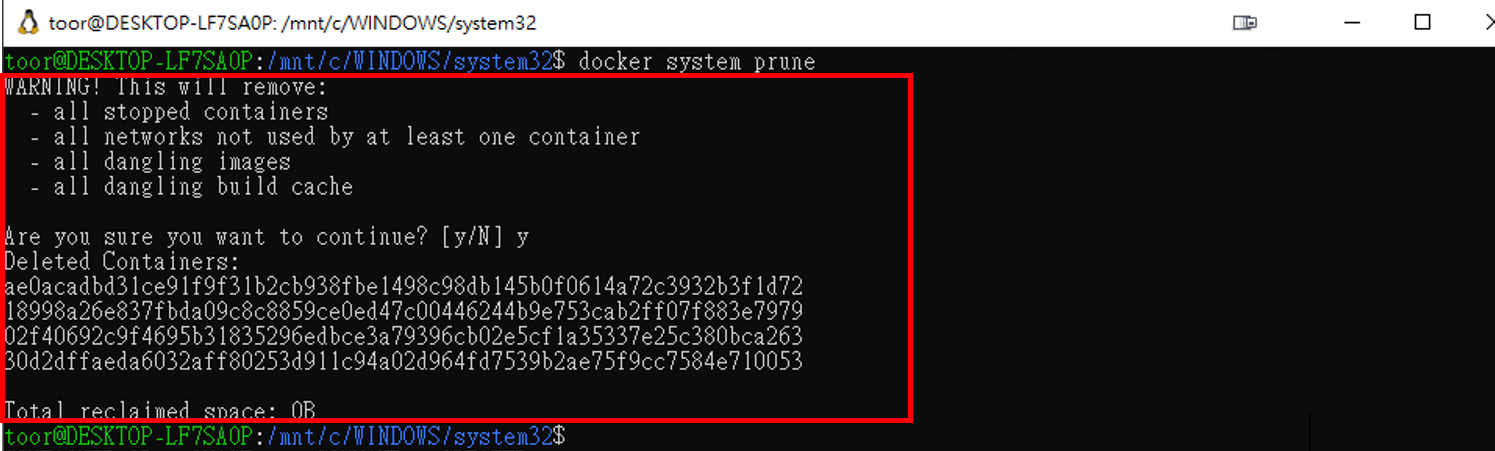 toor@DESKTOP-LF7SA0P: /mnt/c/WINDOWS/system32
toor@DESKTOP-LF7SA0P:/mnt/c/WINDOWS/system32$ docker system prune
WARNING! This will remove:
  - all stopped containers
  - all networks not used by at least one container
  - all dangling images
  - all dangling build cache
Are you sure you want to continue? [y/N] y
Deleted Containers:
ae0acadbd31ce91f9f31b2cb938fbe1498c98db145b0f0614a72c3932b3f1d72
18998a26e837fbda09c8c8859ce0ed47c00446244b9e753cab2ff07f883e7979
02f40692c9f4695b31835296edbce3a79396cb02e5cf1a35337e25c380bca263
30d2dffaeda6032aff80253d911c94a02d964fd7539b2ae75f9cc7584e710053
Total reclaimed space: 0B
toor@DESKTOP-LF7SA0P:/mnt/c/WINDOWS/system32$